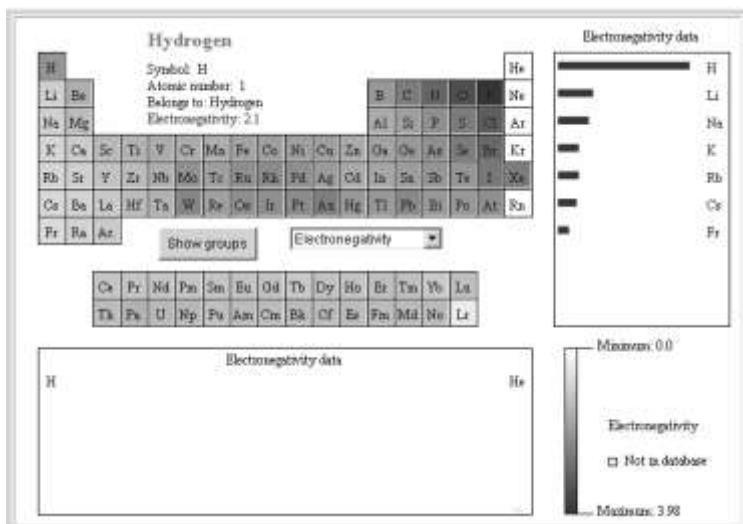 Hydrogen
Symbol: H
Atomic number: 1
Belongs to: Hydrogen
Electronegativity: 2.1
H He
Li Be B C N O F Ne
Na Mg Al Si P S Cl Ar
K Ca Sc Ti V Cr Mn Fe Co Ni Cu Zn Ga Ge As Se Br Kr
Rb Sr Y Zr Nb Mo Tc Ru Rh Pd Ag Cd In Sn Sb Te I Xe
Cs Ba La Hf Ta W Re Os Ir Pt Au Hg Tl Pb Bi Po At Rn
Fr Ra Ac
Show groups
Electronegativity
Ce Pr Nd Pm Sm Eu Gd Tb Dy Ho Er Tm Yb Lu
Th Pa U Np Pu Am Cm Bk Cf Es Fm Md No Lr
Electronegativity data
H He
Electronegativity data
H
Li
Na
K
Rb
Cs
Fr
Minimum: 0.0
Electronegativity
Not in database
Maximum: 3.98